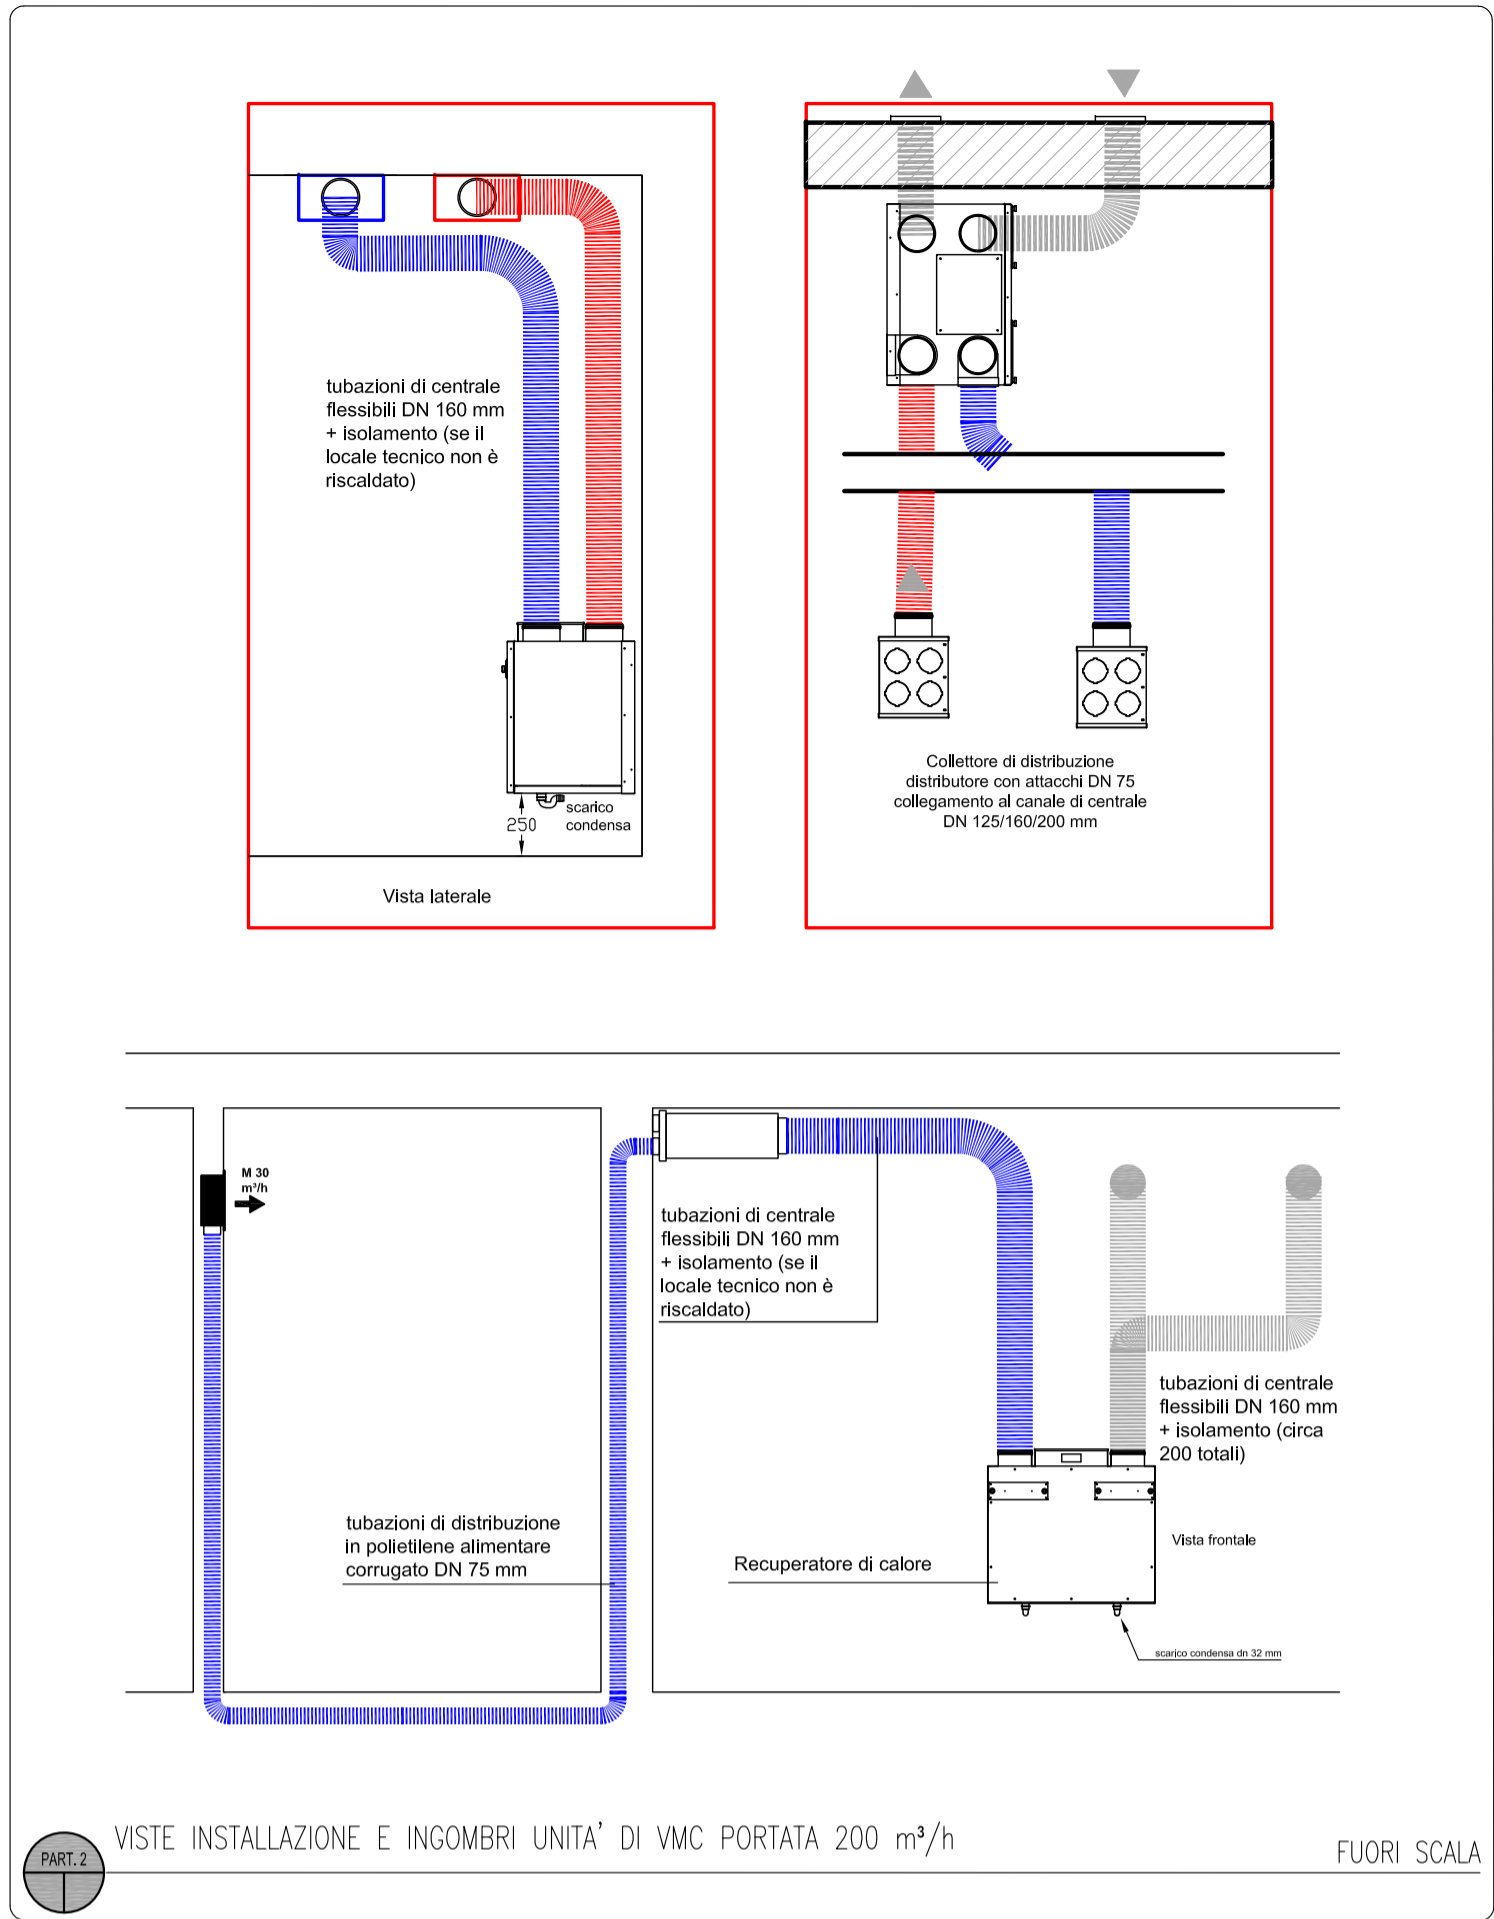 tubazioni di centrale
flessibili DN 160 mm
+ isolamento (se il
locale tecnico non è
riscaldato)
250
scarico
condensa
Vista laterale
Collettore di distribuzione
distributore con attacchi DN 75
collegamento al canale di centrale
DN 125/160/200 mm
M 30
m³/h
tubazioni di centrale
flessibili DN 160 mm
+ isolamento (se il
locale tecnico non è
riscaldato)
tubazioni di centrale
flessibili DN 160 mm
+ isolamento (circa
200 totali)
tubazioni di distribuzione
in polietilene alimentare
corrugato DN 75 mm
Recuperatore di calore
Vista frontale
scarico condensa dn 32 mm
PART. 2
VISTE INSTALLAZIONE E INGOMBRI UNITA' DI VMC PORTATA 200 m³/h
FUORI SCALA